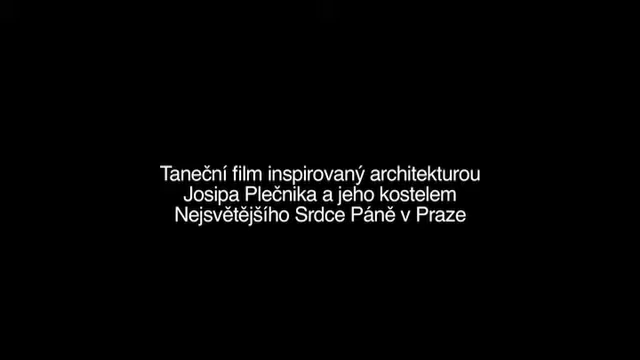 Taneční film inspirovaný architekturou
Josipa Plečnika a jeho kostelem
Nejsvětějšího Srdce Páně v Praze